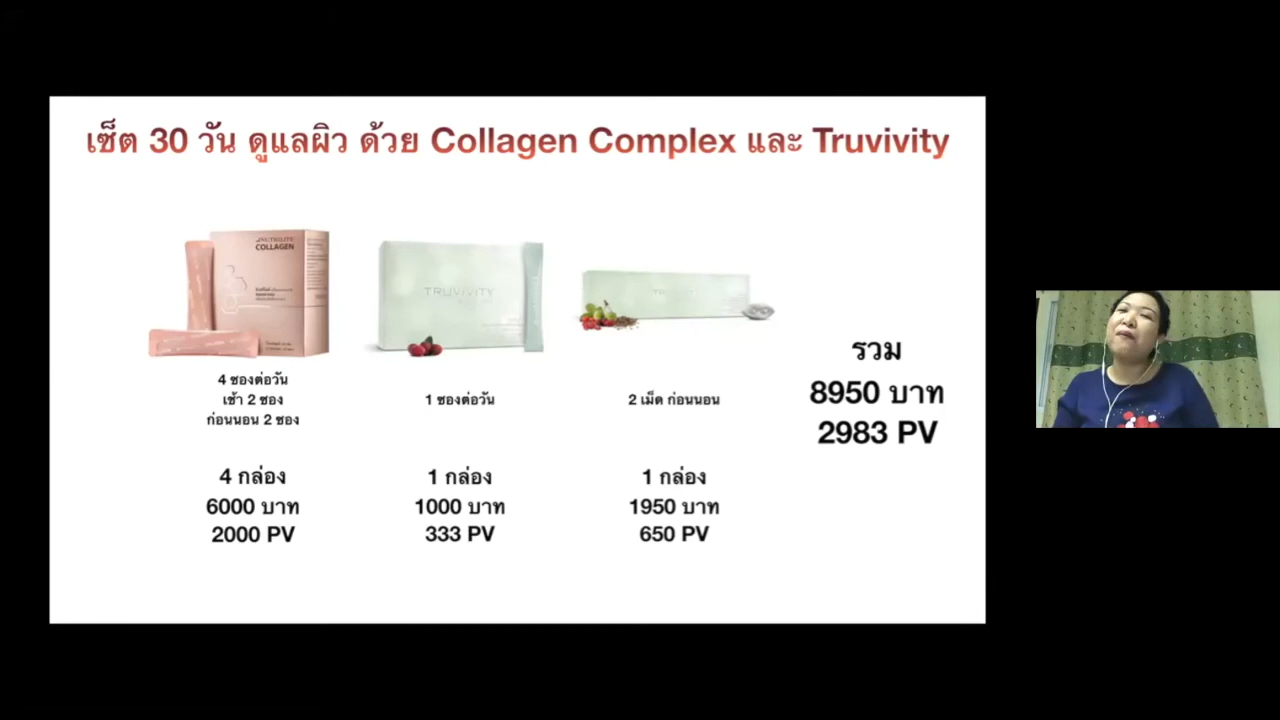 เซ็ต 30 วัน ดูแลผิว ด้วย Collagen Complex และ Truvivity
NUTRILITE
COLLAGEN
TRUVIVITY
4 ซองต่อวัน
เช้า 2 ซอง
ก่อนนอน 2 ซอง
4 กล่อง
6000 บาท
2000 PV
1 ซองต่อวัน
1 กล่อง
1000 บาท
333 PV
2 เม็ด ก่อนนอน
1 กล่อง
1950 บาท
650 PV
รวม
8950 บาท
2983 PV